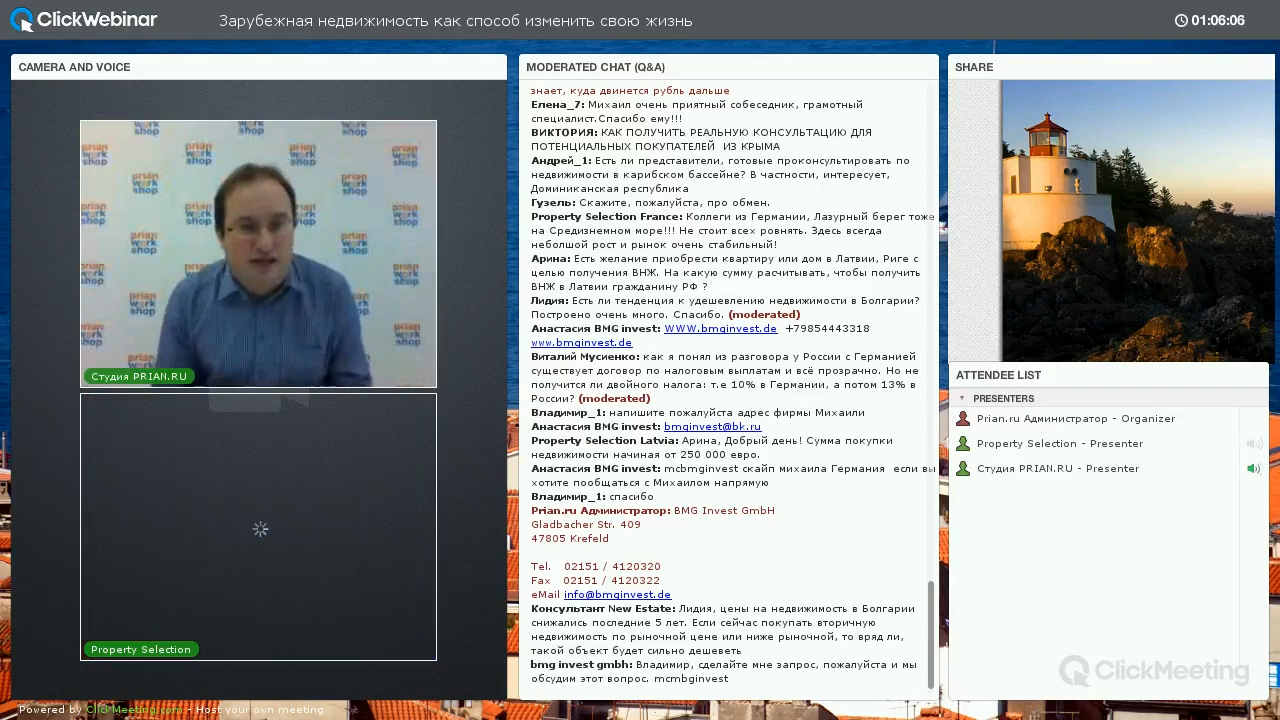 ClickWebinar
Зарубежная недвижимость как способ изменить свою жизнь
01:06:06
CAMERA AND VOICE
prian work shop
Студия PRIAN.RU
Property Selection
MODERATED CHAT (Q&A)
знает, куда двинется рубль дальше
Елена_7: Михаил очень приятный собеседник, грамотный
специалист.Спасибо ему!!!
ВИКТОРИЯ: КАК ПОЛУЧИТЬ РЕАЛЬНУЮ КОНСУЛЬТАЦИЮ ДЛЯ
ПОТЕНЦИАЛЬНЫХ ПОКУПАТЕЛЕЙ ИЗ КРЫМА
Андрей_1: Есть ли представители, готовые проконсультировать по
недвижимости в карибском бассейне? В частности, интересует,
Доминиканская республика
Гузель: Скажите, пожалуйста, про обмен.
Property Selection France: Коллеги из Германии, Лазурный берег тоже
на Средиземном море!!! Не стоит всех ровнять. Здесь всегда
небольшой рост и рынок очень стабильный!
Арина: Есть желание приобрести квартиру или дом в Латвии, Риге с
целью получения ВНЖ. На какую сумму расчитывать, чтобы получить
ВНЖ в Латвии гражданину РФ ?
Лидия: Есть ли тенденция к удешевлению недвижимости в Болгарии?
Построено очень много. Спасибо. (moderated)
Анастасия BMG invest: WWW.bmginvest.de +79854443318
www.bmginvest.de
Виталий Мусиенко: как я понял из разговора у России с Германией
существует договор по налоговым выплатам или не пречастно. Но не
получится ли двойного налога: т.е 10% в Германии, а потом 13% в
России? (moderated)
Владимир_1: напишите пожалуйста адрес фирмы Михаили
Анастасия BMG invest: bmginvest@bk.ru
Property Selection Latvia: Арина, Добрый день! Сумма покупки
недвижимости начиная от 250 000 евро.
Анастасия BMG invest: mcbmginvest скайп михаила Германия если вы
хотите пообщаться с Михаилом напрямую
Владимир_1: спасибо
Prian.ru Администратор: BMG Invest GmbH
Gladbacher Str. 409
47805 Krefeld
Tel. 02151 / 4120320
Fax 02151 / 4120322
eMail info@bmginvest.de
Консультант New Estate: Лидия, цены на недвижимость в Болгарии
снижались последние 5 лет. Если сейчас покупать вторичную
недвижимость по рыночной цене или ниже рыночной, то вряд ли,
такой объект будет сильно дешеветь
bmg invest gmbh: Владимир, сделайте мне запрос, пожалуйста и мы
обсудим этот вопрос. mcmbginvest
SHARE
ATTENDEE LIST
PRESENTERS
Prian.ru Администратор - Organizer
Property Selection - Presenter
Студия PRIAN.RU - Presenter
ClickMeeting
Powered by ClickMeeting.com - Host your own meeting